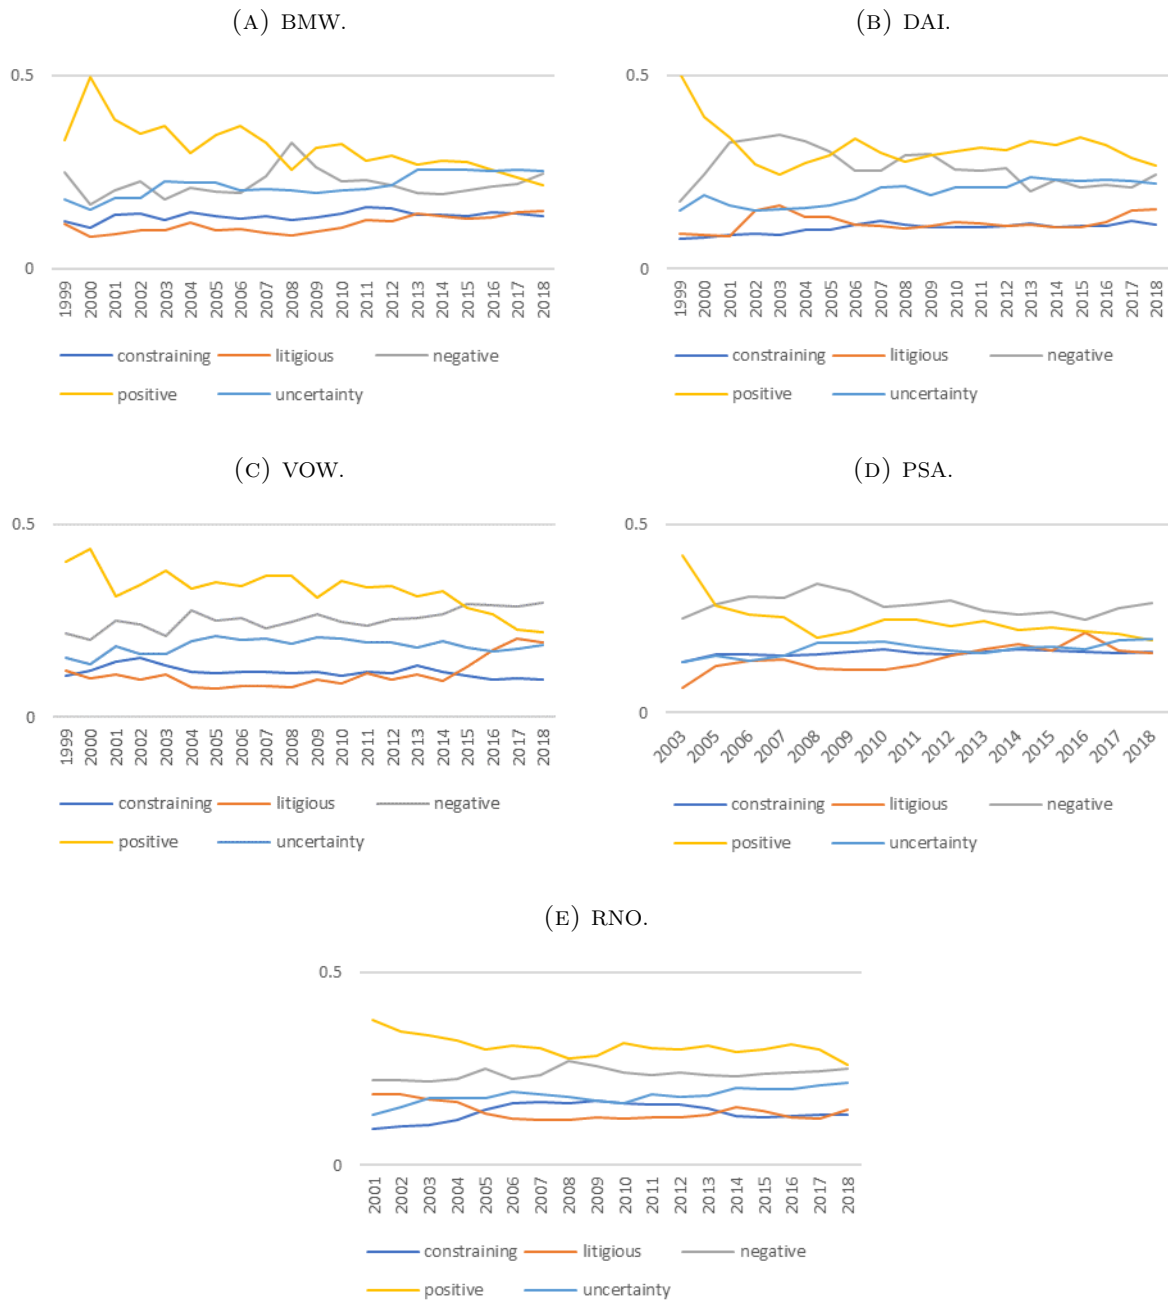 (A) BMW.
0.5
0
1999 2000 2001 2002 2003 2004 2005 2006 2007 2008 2009 2010 2011 2012 2013 2014 2015 2016 2017 2018
constraining litigious negative
positive uncertainty
(B) DAI.
0.5
0
1999 2000 2001 2002 2003 2004 2005 2006 2007 2008 2009 2010 2011 2012 2013 2014 2015 2016 2017 2018
constraining litigious negative
positive uncertainty
(C) VOW.
0.5
0
1999 2000 2001 2002 2003 2004 2005 2006 2007 2008 2009 2010 2011 2012 2013 2014 2015 2016 2017 2018
constraining litigious negative
positive uncertainty
(D) PSA.
0.5
0
2003 2005 2006 2007 2008 2009 2010 2011 2012 2013 2014 2015 2016 2017 2018
constraining litigious negative
positive uncertainty
(E) RNO.
0.5
0
2001 2002 2003 2004 2005 2006 2007 2008 2009 2010 2011 2012 2013 2014 2015 2016 2017 2018
constraining litigious negative
positive uncertainty